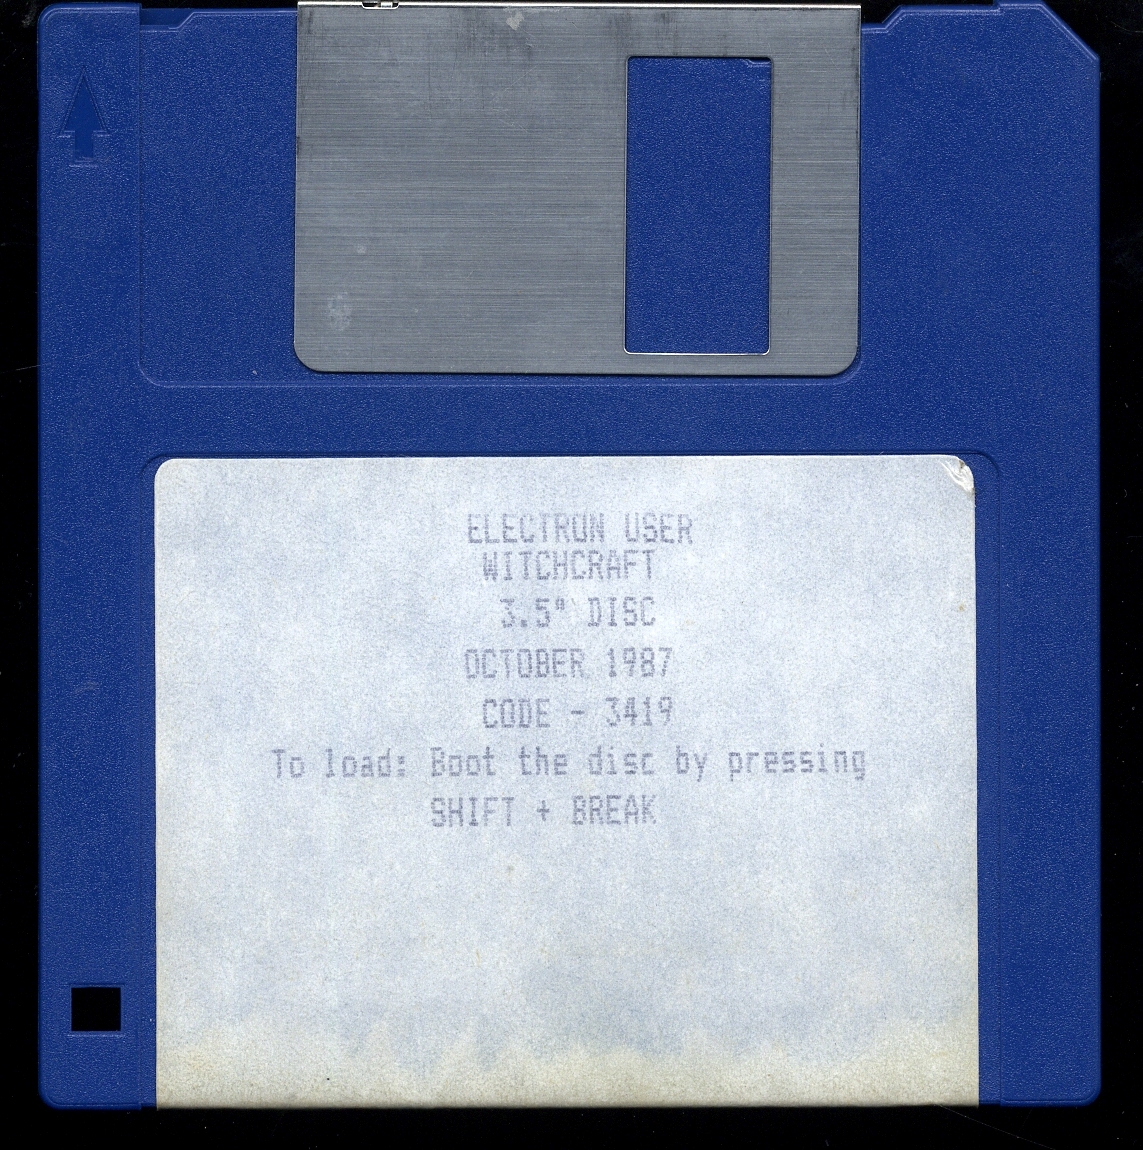 ELECTRON USER
WITCHCRAFT
3.5" DISC
OCTOBER 1987
CODE - 3419
To load: Boot the disc by pressing
SHIFT + BREAK